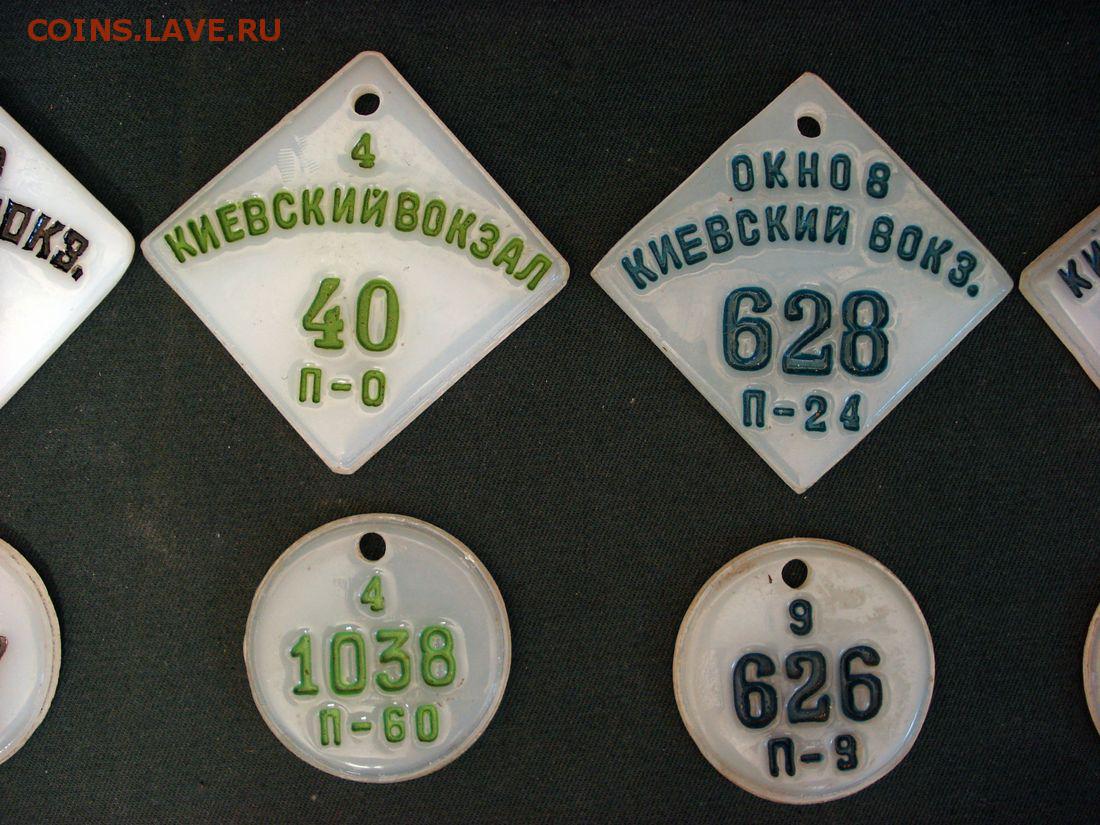 COINS.LAVE.RU
4
КИЕВСКИЙ ВОКЗАЛ
40
П-0
ОКНО 8
КИЕВСКИЙ ВОКЗ.
628
П-24
4
1038
П-60
9
626
П-9